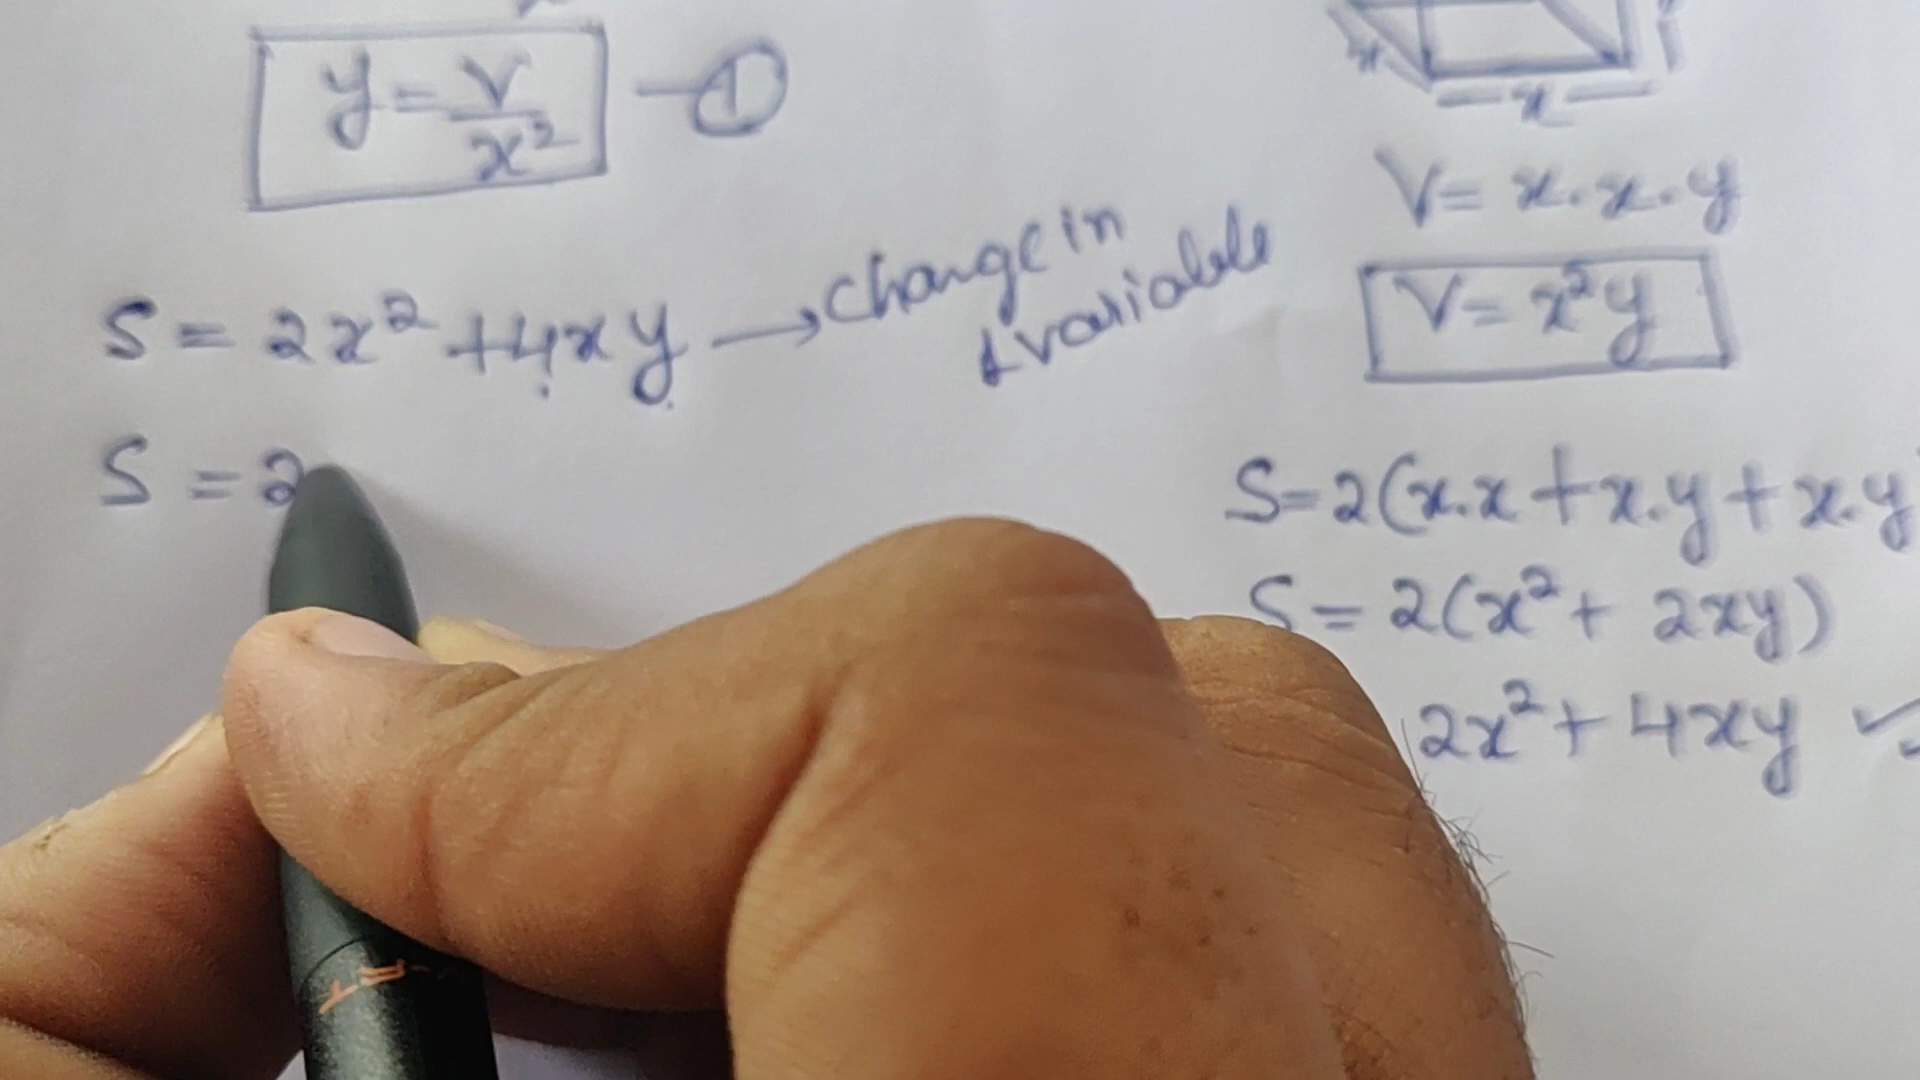 y = V/x² — ①
S = 2x² + 4xy → change in
1 variable
S = 2
x
x
V = x.x.y
V = x²y
S = 2(x.x + x.y + x.y
S = 2(x² + 2xy)
2x² + 4xy ✓